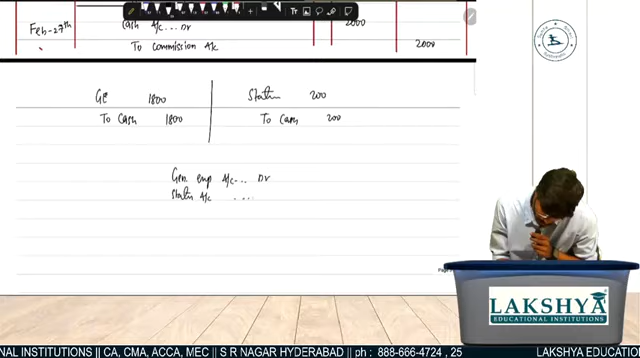 Cash A/c... Dr 2000
Feb-27th
To Commission A/c 2000
GE 1800 Statn 200
To Cash 1800 To Cash 200
Gen. exp A/c... Dr
Statn A/c ....
LAKSHYA
EDUCATIONAL INSTITUTIONS
NAL INSTITUTIONS || CA, CMA, ACCA, MEC || S R NAGAR HYDERABAD || ph : 888-666-4724 , 25 LAKSHYA EDUCATIO